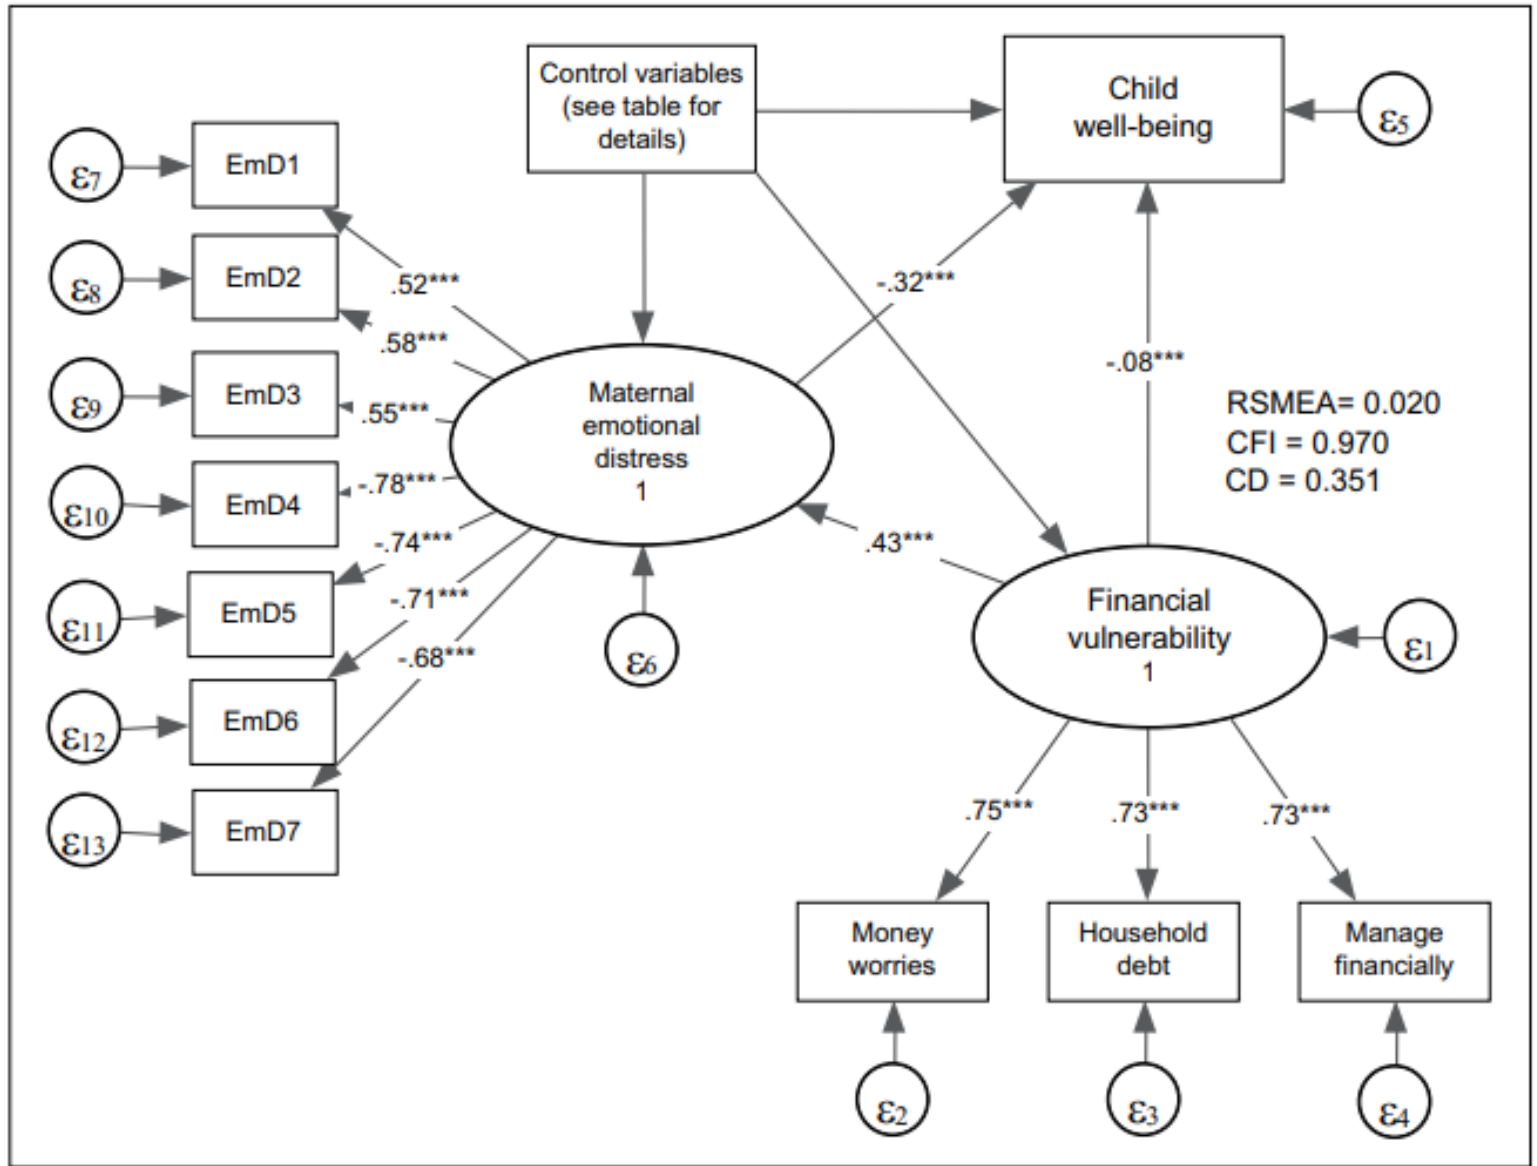 Control variables
(see table for
details)
Child
well-being
ε5
ε7
EmD1
ε8
EmD2
ε9
EmD3
ε10
EmD4
ε11
EmD5
ε12
EmD6
ε13
EmD7
.52***
.58***
.55***
-.78***
-.74***
-.71***
-.68***
Maternal
emotional
distress
1
ε6
-.32***
-.08***
.43***
RSMEA= 0.020
CFI = 0.970
CD = 0.351
Financial
vulnerability
1
ε1
.75***
.73***
.73***
Money
worries
Household
debt
Manage
financially
ε2
ε3
ε4